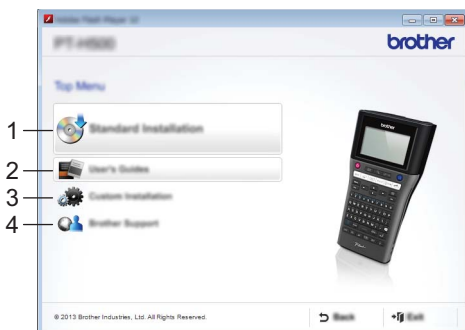 brother
Top Menu
1
Standard Installation
2
User's Guides
3
Custom Installation
4
Brother Support
© 2013 Brother Industries, Ltd. All Rights Reserved.
Back
Exit